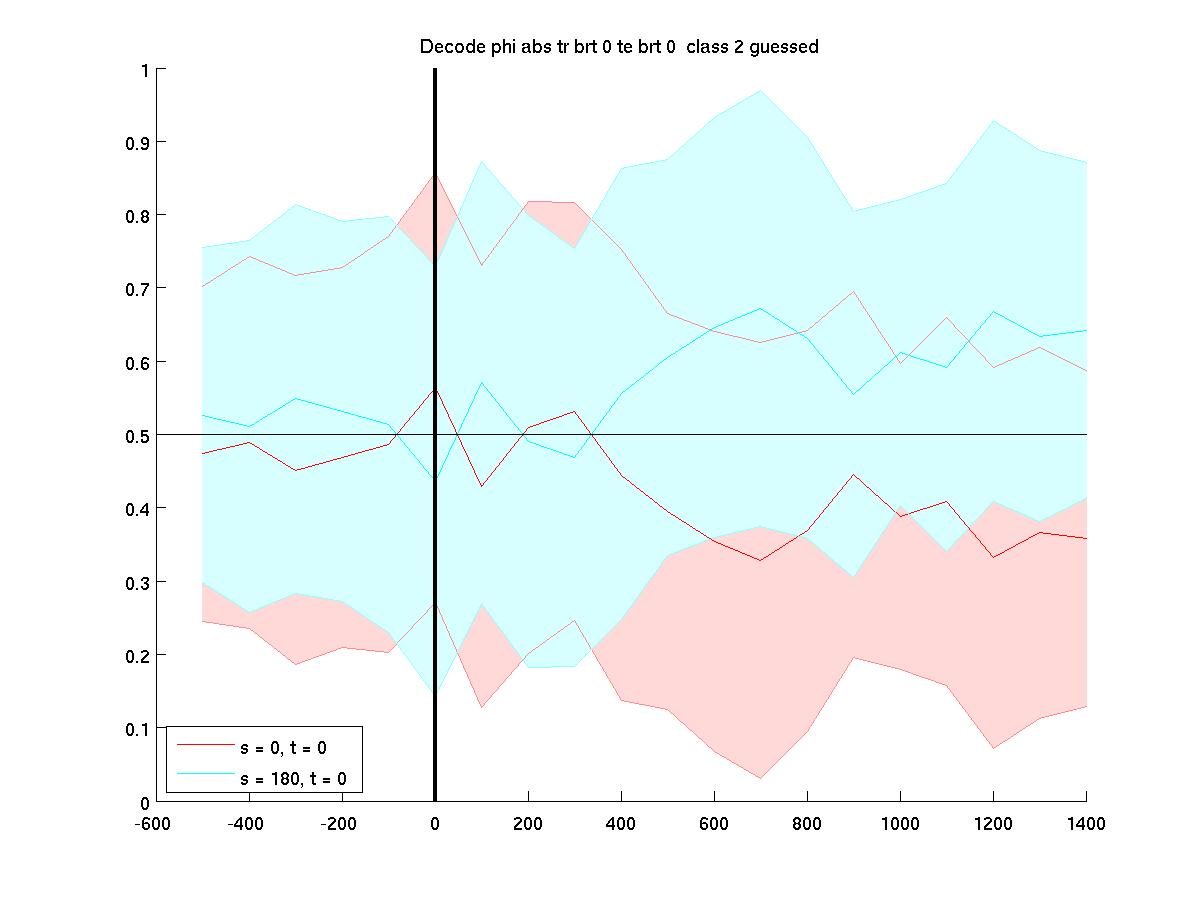 Decode phi abs tr brt 0 te brt 0  class 2 guessed
1
0.9
0.8
0.7
0.6
0.5
0.4
0.3
0.2
0.1
0
s = 0, t = 0
s = 180, t = 0
-600 -400 -200 0 200 400 600 800 1000 1200 1400